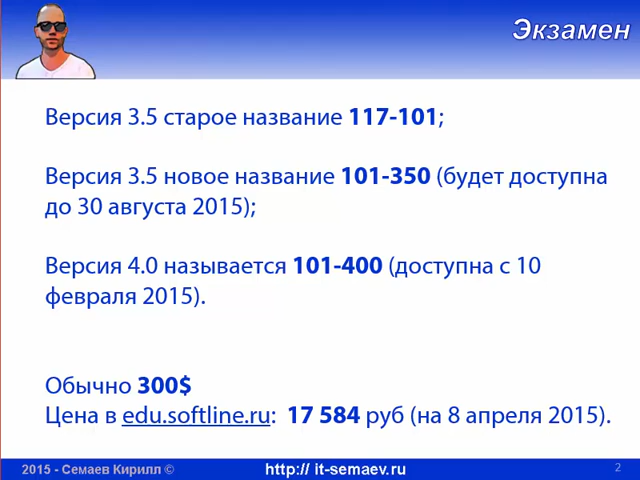 Экзамен
Версия 3.5 старое название 117-101;
Версия 3.5 новое название 101-350 (будет доступна
до 30 августа 2015);
Версия 4.0 называется 101-400 (доступна с 10
февраля 2015).
Обычно 300$
Цена в edu.softline.ru: 17 584 руб (на 8 апреля 2015).
2015 - Семаев Кирилл ©
http:// it-semaev.ru
2